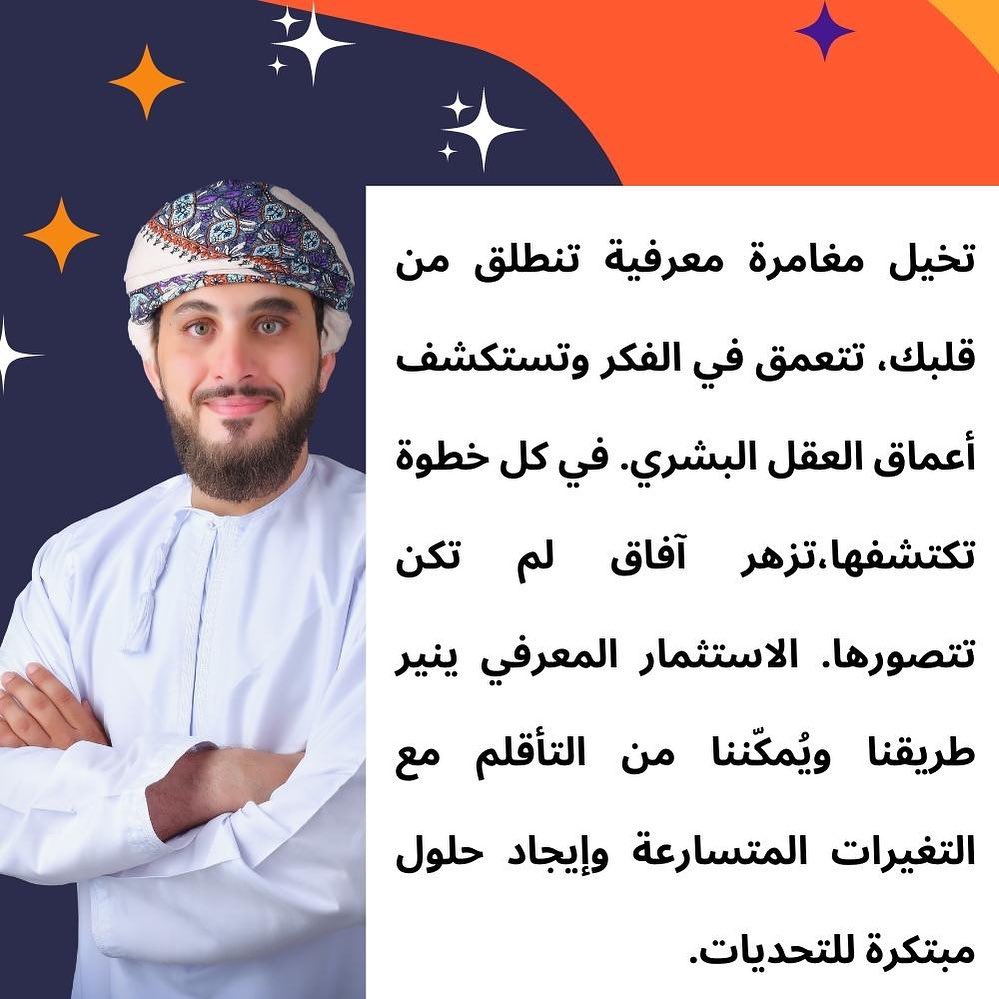 تخيل مغامرة معرفية تنطلق من
قلبك، تتعمق في الفكر وتستكشف
أعماق العقل البشري. في كل خطوة
تكتشفها،تزهر آفاق لم تكن
تتصورها. الاستثمار المعرفي ينير
طريقنا ويُمكّننا من التأقلم مع
التغيرات المتسارعة وإيجاد حلول
مبتكرة للتحديات.